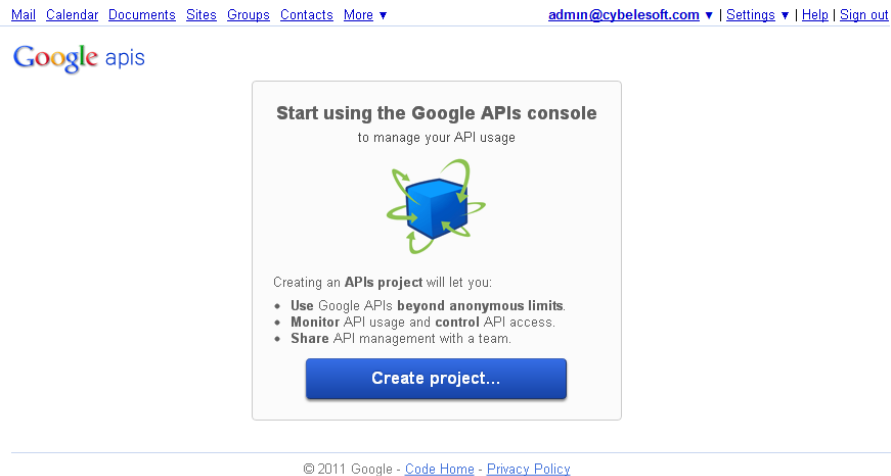 Mail Calendar Documents Sites Groups Contacts More ▼ admin@cybelesoft.com ▼ | Settings ▼ | Help | Sign out
Google apis
Start using the Google APIs console
to manage your API usage
Creating an APIs project will let you:
• Use Google APIs beyond anonymous limits.
• Monitor API usage and control API access.
• Share API management with a team.
Create project...
© 2011 Google - Code Home - Privacy Policy